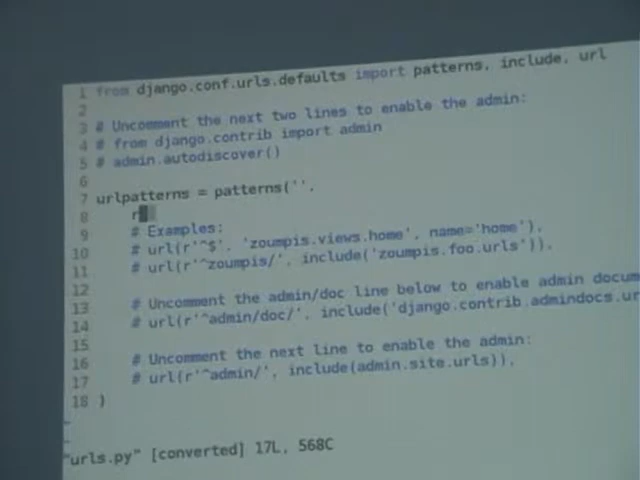 1 from django.conf.urls.defaults import patterns, include, url
2
3 # Uncomment the next two lines to enable the admin:
4 # from django.contrib import admin
5 # admin.autodiscover()
6
7 urlpatterns = patterns('',
8     r
9     # Examples:
10     # url(r'^$', 'zoumpis.views.home', name='home'),
11     # url(r'^zoumpis/', include('zoumpis.foo.urls')),
12
13     # Uncomment the admin/doc line below to enable admin docum
14     # url(r'^admin/doc/', include('django.contrib.admindocs.ur
15
16     # Uncomment the next line to enable the admin:
17     # url(r'^admin/', include(admin.site.urls)),
18 )
~
~
"urls.py" [converted] 17L, 568C